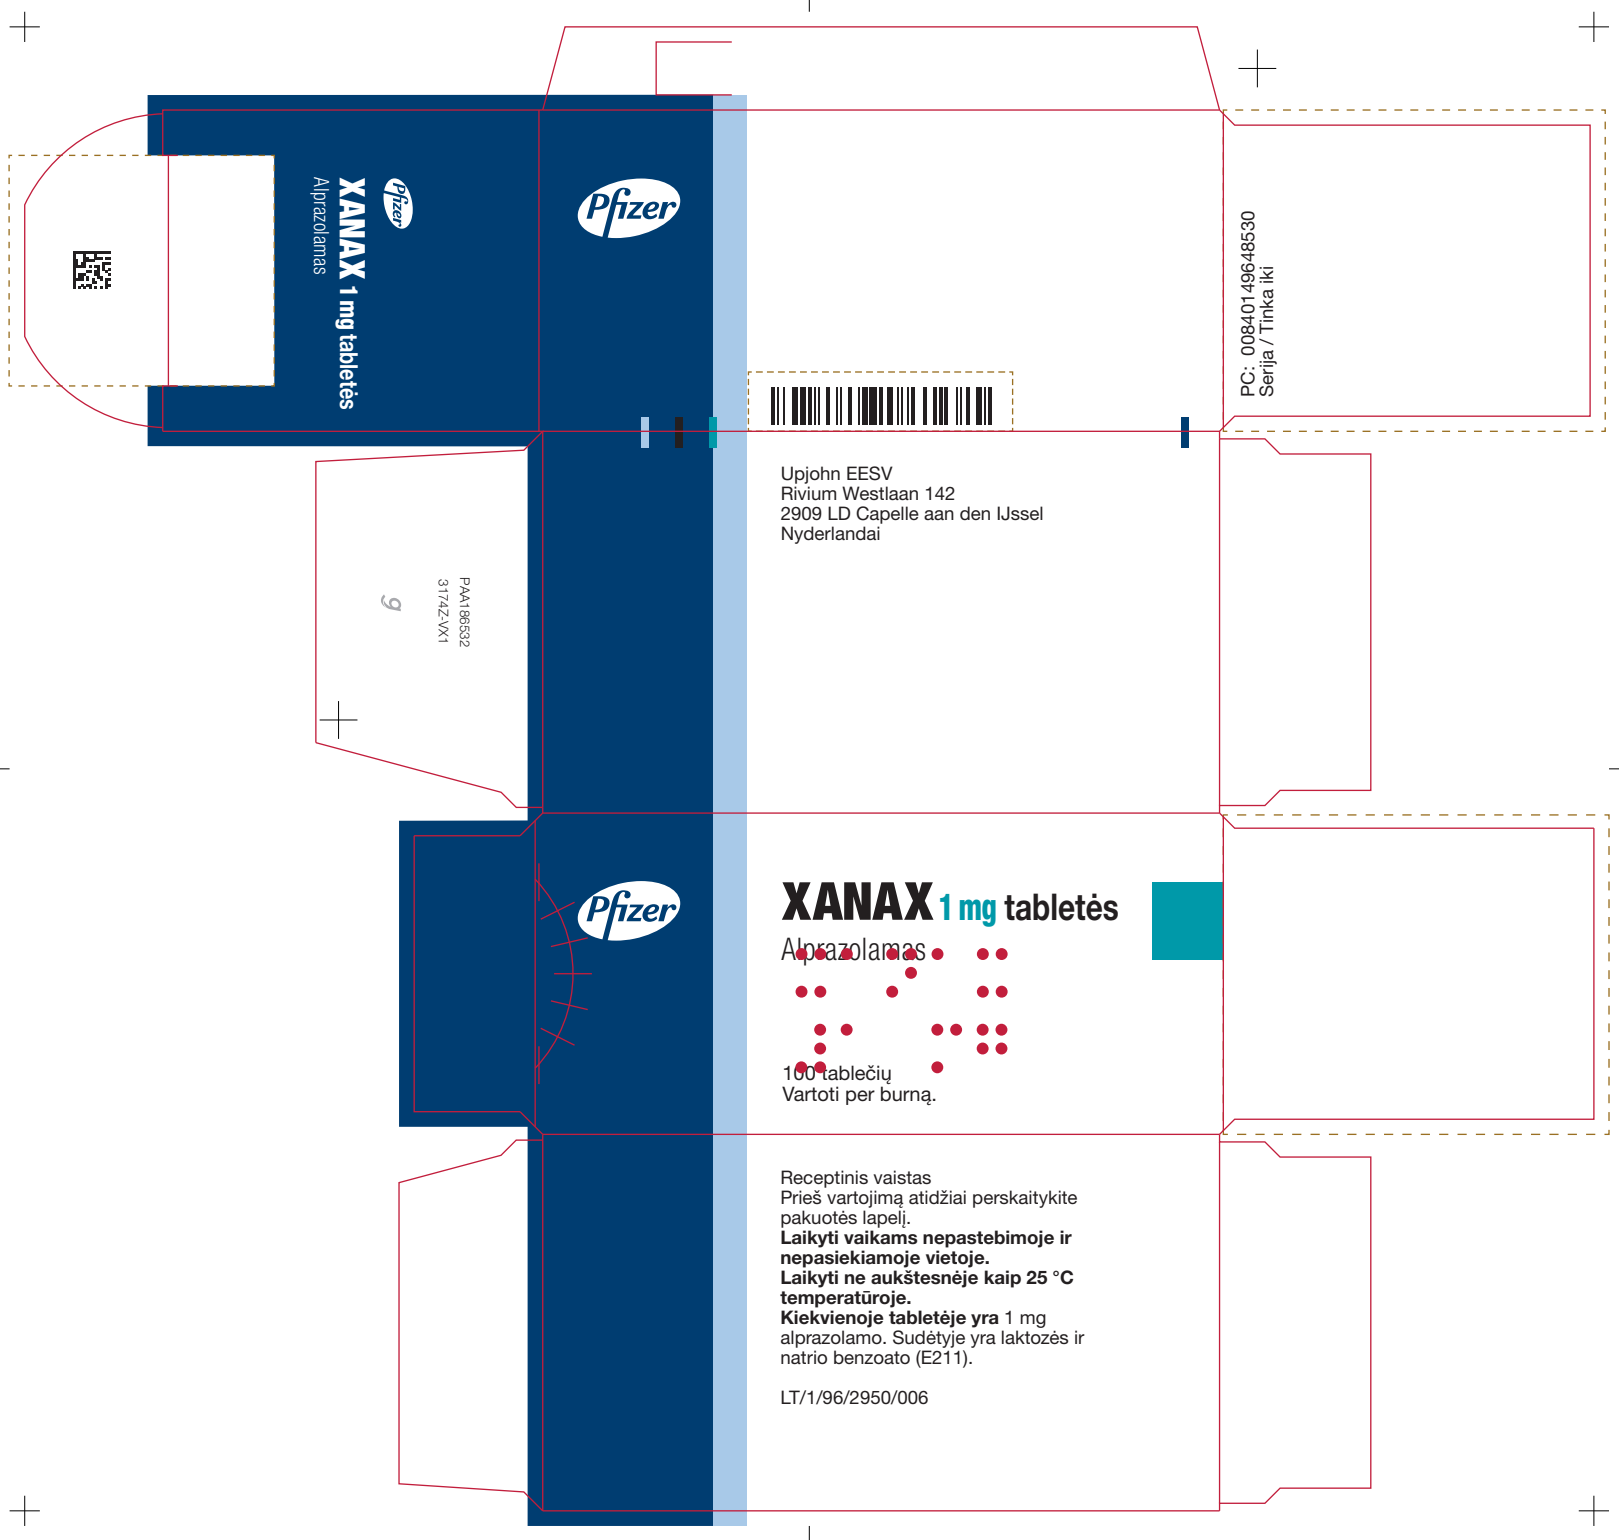 Pfizer
XANAX 1 mg tabletės
Alprazolamas
Pfizer
PC: 00840149648530
Serija / Tinka iki
Upjohn EESV
Rivium Westlaan 142
2909 LD Capelle aan den IJssel
Nyderlandai
PAA186532
3174Z-VX1
g
Pfizer
XANAX 1 mg tabletės
Alprazolamas
100 tablečių
Vartoti per burną.
Receptinis vaistas
Prieš vartojimą atidžiai perskaitykite
pakuotės lapelį.
Laikyti vaikams nepastebimoje ir
nepasiekiamoje vietoje.
Laikyti ne aukštesnėje kaip 25 °C
temperatūroje.
Kiekvienoje tabletėje yra 1 mg
alprazolamo. Sudėtyje yra laktozės ir
natrio benzoato (E211).
LT/1/96/2950/006